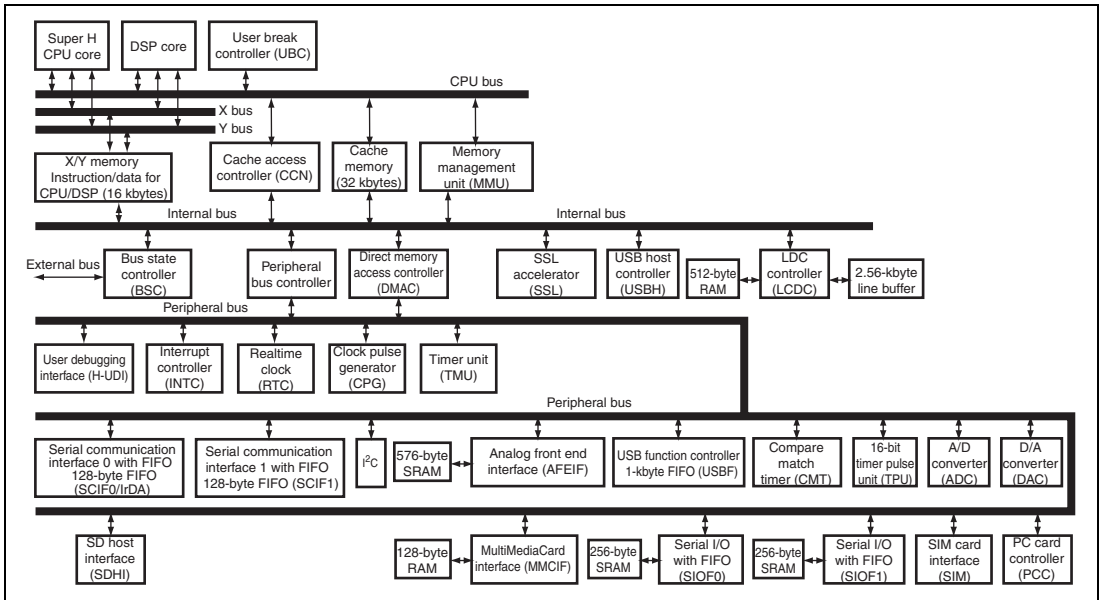 Super H
CPU core
DSP core
User break
controller (UBC)
CPU bus
X bus
Y bus
X/Y memory
Instruction/data for
CPU/DSP (16 kbytes)
Cache access
controller (CCN)
Cache
memory
(32 kbytes)
Memory
management
unit (MMU)
Internal bus
Internal bus
External bus
Bus state
controller
(BSC)
Peripheral
bus controller
Direct memory
access controller
(DMAC)
SSL
accelerator
(SSL)
USB host
controller
(USBH)
512-byte
RAM
LDC
controller
(LCDC)
2.56-kbyte
line buffer
Peripheral bus
User debugging
interface (H-UDI)
Interrupt
controller
(INTC)
Realtime
clock
(RTC)
Clock pulse
generator
(CPG)
Timer unit
(TMU)
Peripheral bus
Serial communication
interface 0 with FIFO
128-byte FIFO
(SCIF0/IrDA)
Serial communication
interface 1 with FIFO
128-byte FIFO (SCIF1)
I²C
576-byte
SRAM
Analog front end
interface (AFEIF)
USB function controller
1-kbyte FIFO (USBF)
Compare
match
timer (CMT)
16-bit
timer pulse
unit (TPU)
A/D
converter
(ADC)
D/A
converter
(DAC)
SD host
interface
(SDHI)
128-byte
RAM
MultiMediaCard
interface (MMCIF)
256-byte
SRAM
Serial I/O
with FIFO
(SIOF0)
256-byte
SRAM
Serial I/O
with FIFO
(SIOF1)
SIM card
interface
(SIM)
PC card
controller
(PCC)